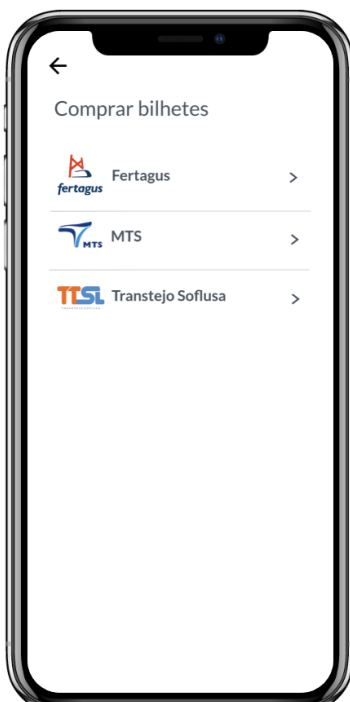 Comprar bilhetes
fertagus
Fertagus
MTS
MTS
TTSL
Transtejo Soflusa